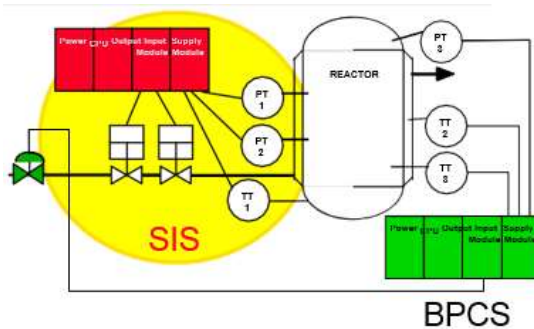 Power CPU Output Input Supply
Module Module
PT
1
PT
2
TT
1
REACTOR
PT
3
TT
2
TT
3
SIS
Power CPU Output Input Supply
Module Module
BPCS